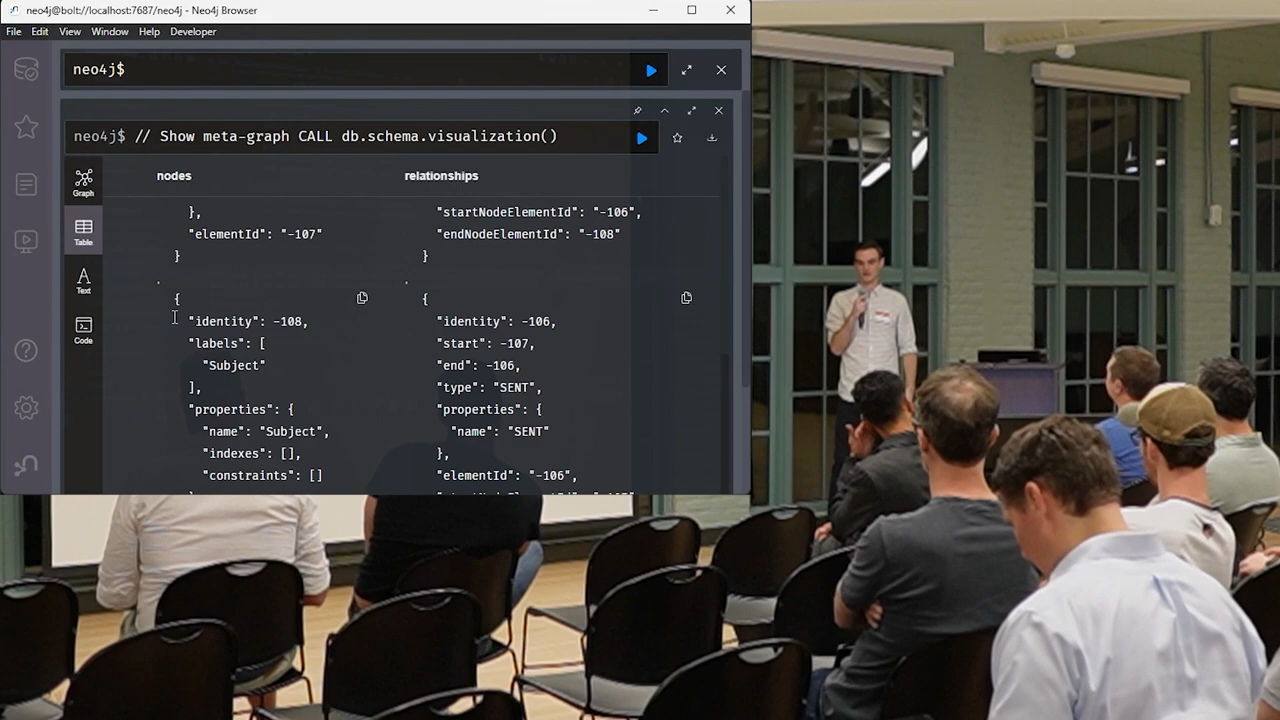 neo4j@bolt://localhost:7687/neo4j - Neo4j Browser
File Edit View Window Help Developer
neo4j$
neo4j$ // Show meta-graph CALL db.schema.visualization()
Graph
Table
Text
Code
nodes
},
"elementId": "-107"
}
,
{
"identity": -108,
"labels": [
"Subject"
],
"properties": {
"name": "Subject",
"indexes": [],
"constraints": []
relationships
"startNodeElementId": "-106",
"endNodeElementId": "-108"
}
,
{
"identity": -106,
"start": -107,
"end": -106,
"type": "SENT",
"properties": {
"name": "SENT"
},
"elementId": "-106",